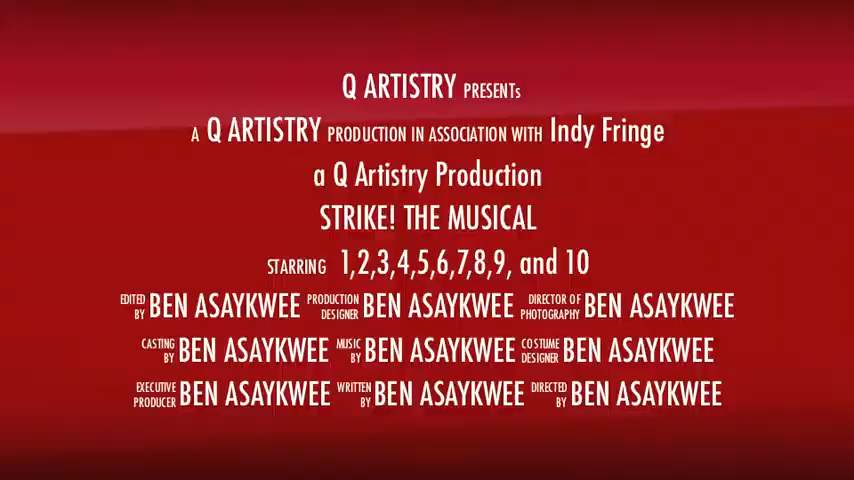 Q ARTISTRY PRESENTs
A Q ARTISTRY PRODUCTION IN ASSOCIATION WITH Indy Fringe
a Q Artistry Production
STRIKE! THE MUSICAL
STARRING 1,2,3,4,5,6,7,8,9, and 10
EDITED BY BEN ASAYKWEE PRODUCTION DESIGNER BEN ASAYKWEE DIRECTOR OF PHOTOGRAPHY BEN ASAYKWEE
CASTING BY BEN ASAYKWEE MUSIC BY BEN ASAYKWEE COSTUME DESIGNER BEN ASAYKWEE
EXECUTIVE PRODUCER BEN ASAYKWEE WRITTEN BY BEN ASAYKWEE DIRECTED BY BEN ASAYKWEE